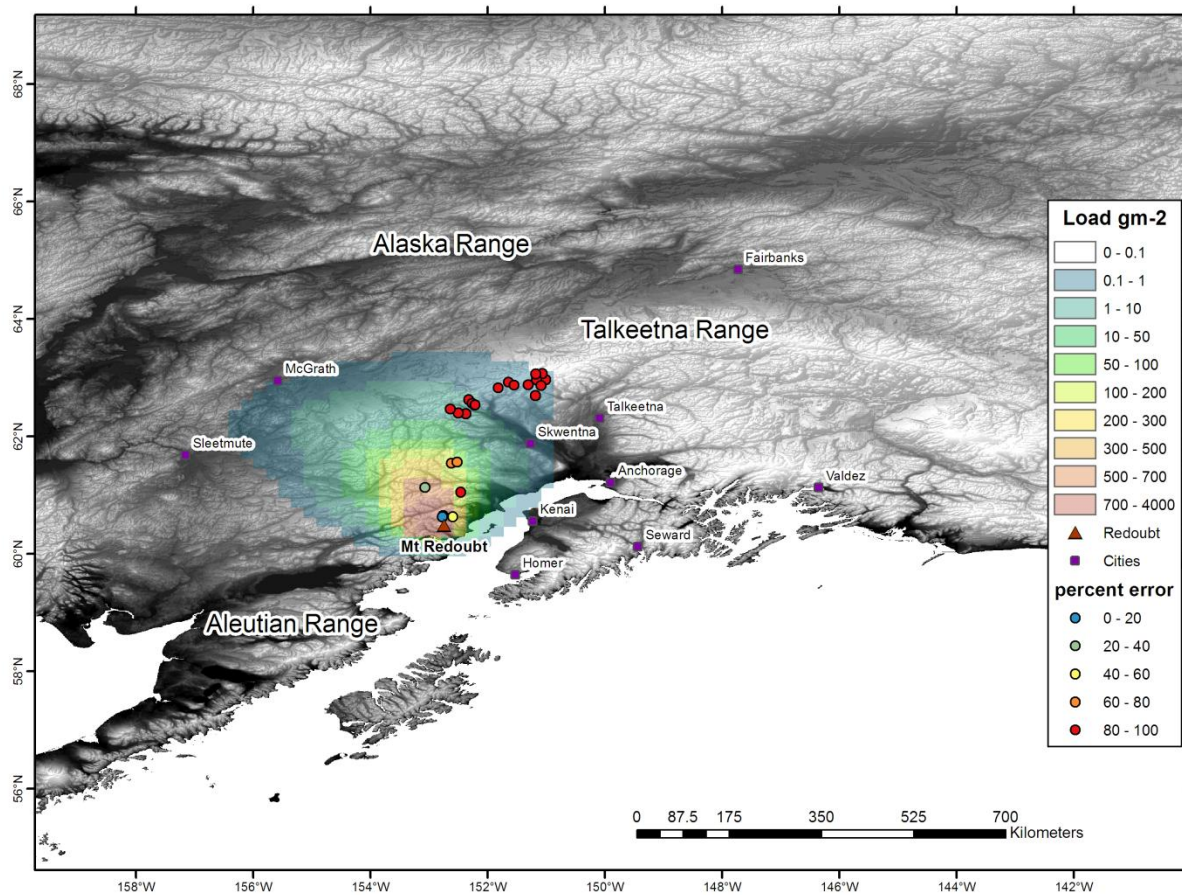 68°N
66°N
64°N
62°N
60°N
58°N
56°N
Alaska Range
Fairbanks
Talkeetna Range
McGrath
Talkeetna
Sleetmute
Skwentna
Anchorage
Valdez
Kenai
Mt Redoubt
Seward
Homer
Aleutian Range
Load gm-2
0 - 0.1
0.1 - 1
1 - 10
10 - 50
50 - 100
100 - 200
200 - 300
300 - 500
500 - 700
700 - 4000
Redoubt
Cities
percent error
0 - 20
20 - 40
40 - 60
60 - 80
80 - 100
0 87.5 175 350 525 700
Kilometers
158°W 156°W 154°W 152°W 150°W 148°W 146°W 144°W 142°W